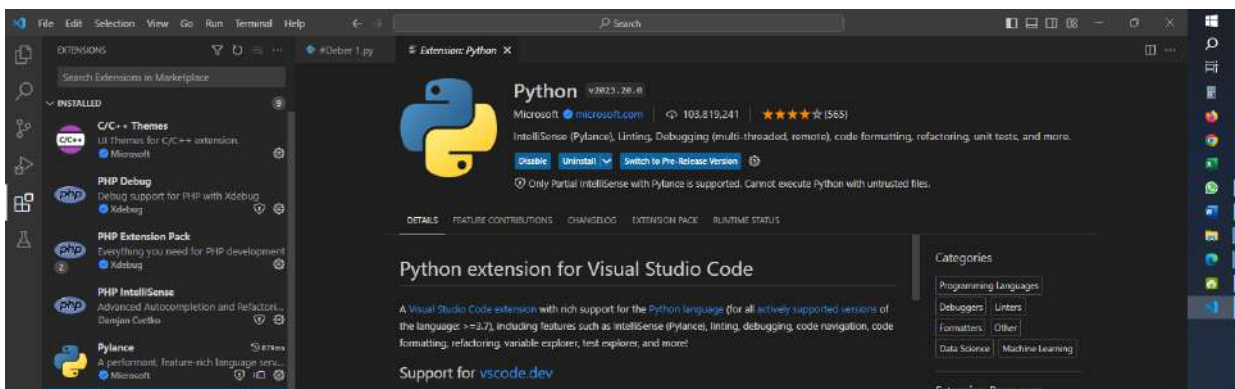 File Edit Selection View Go Run Terminal Help
Search
EXTENSIONS
#Deber 1.py
Extension: Python
Search Extensions in Marketplace
INSTALLED
9
C/C++ Themes
UI Themes for C/C++ extension.
Microsoft
PHP Debug
Debug support for PHP with Xdebug
Xdebug
PHP Extension Pack
Everything you need for PHP development
Xdebug
2
PHP IntelliSense
Advanced Autocompletion and Refactori...
Damjan Cvetko
Pylance
879ms
A performant, feature-rich language serv...
Microsoft
Python v2023.20.0
Microsoft microsoft.com 103,819,241 (565)
IntelliSense (Pylance), Linting, Debugging (multi-threaded, remote), code formatting, refactoring, unit tests, and more.
Disable Uninstall Switch to Pre-Release Version
Only Partial IntelliSense with Pylance is supported. Cannot execute Python with untrusted files.
DETAILS FEATURE CONTRIBUTIONS CHANGELOG EXTENSION PACK RUNTIME STATUS
Python extension for Visual Studio Code
A Visual Studio Code extension with rich support for the Python language (for all actively supported versions of
the language: >=3.7), including features such as IntelliSense (Pylance), linting, debugging, code navigation, code
formatting, refactoring, variable explorer, test explorer, and more!
Support for vscode.dev
Categories
Programming Languages
Debuggers Linters
Formatters Other
Data Science Machine Learning